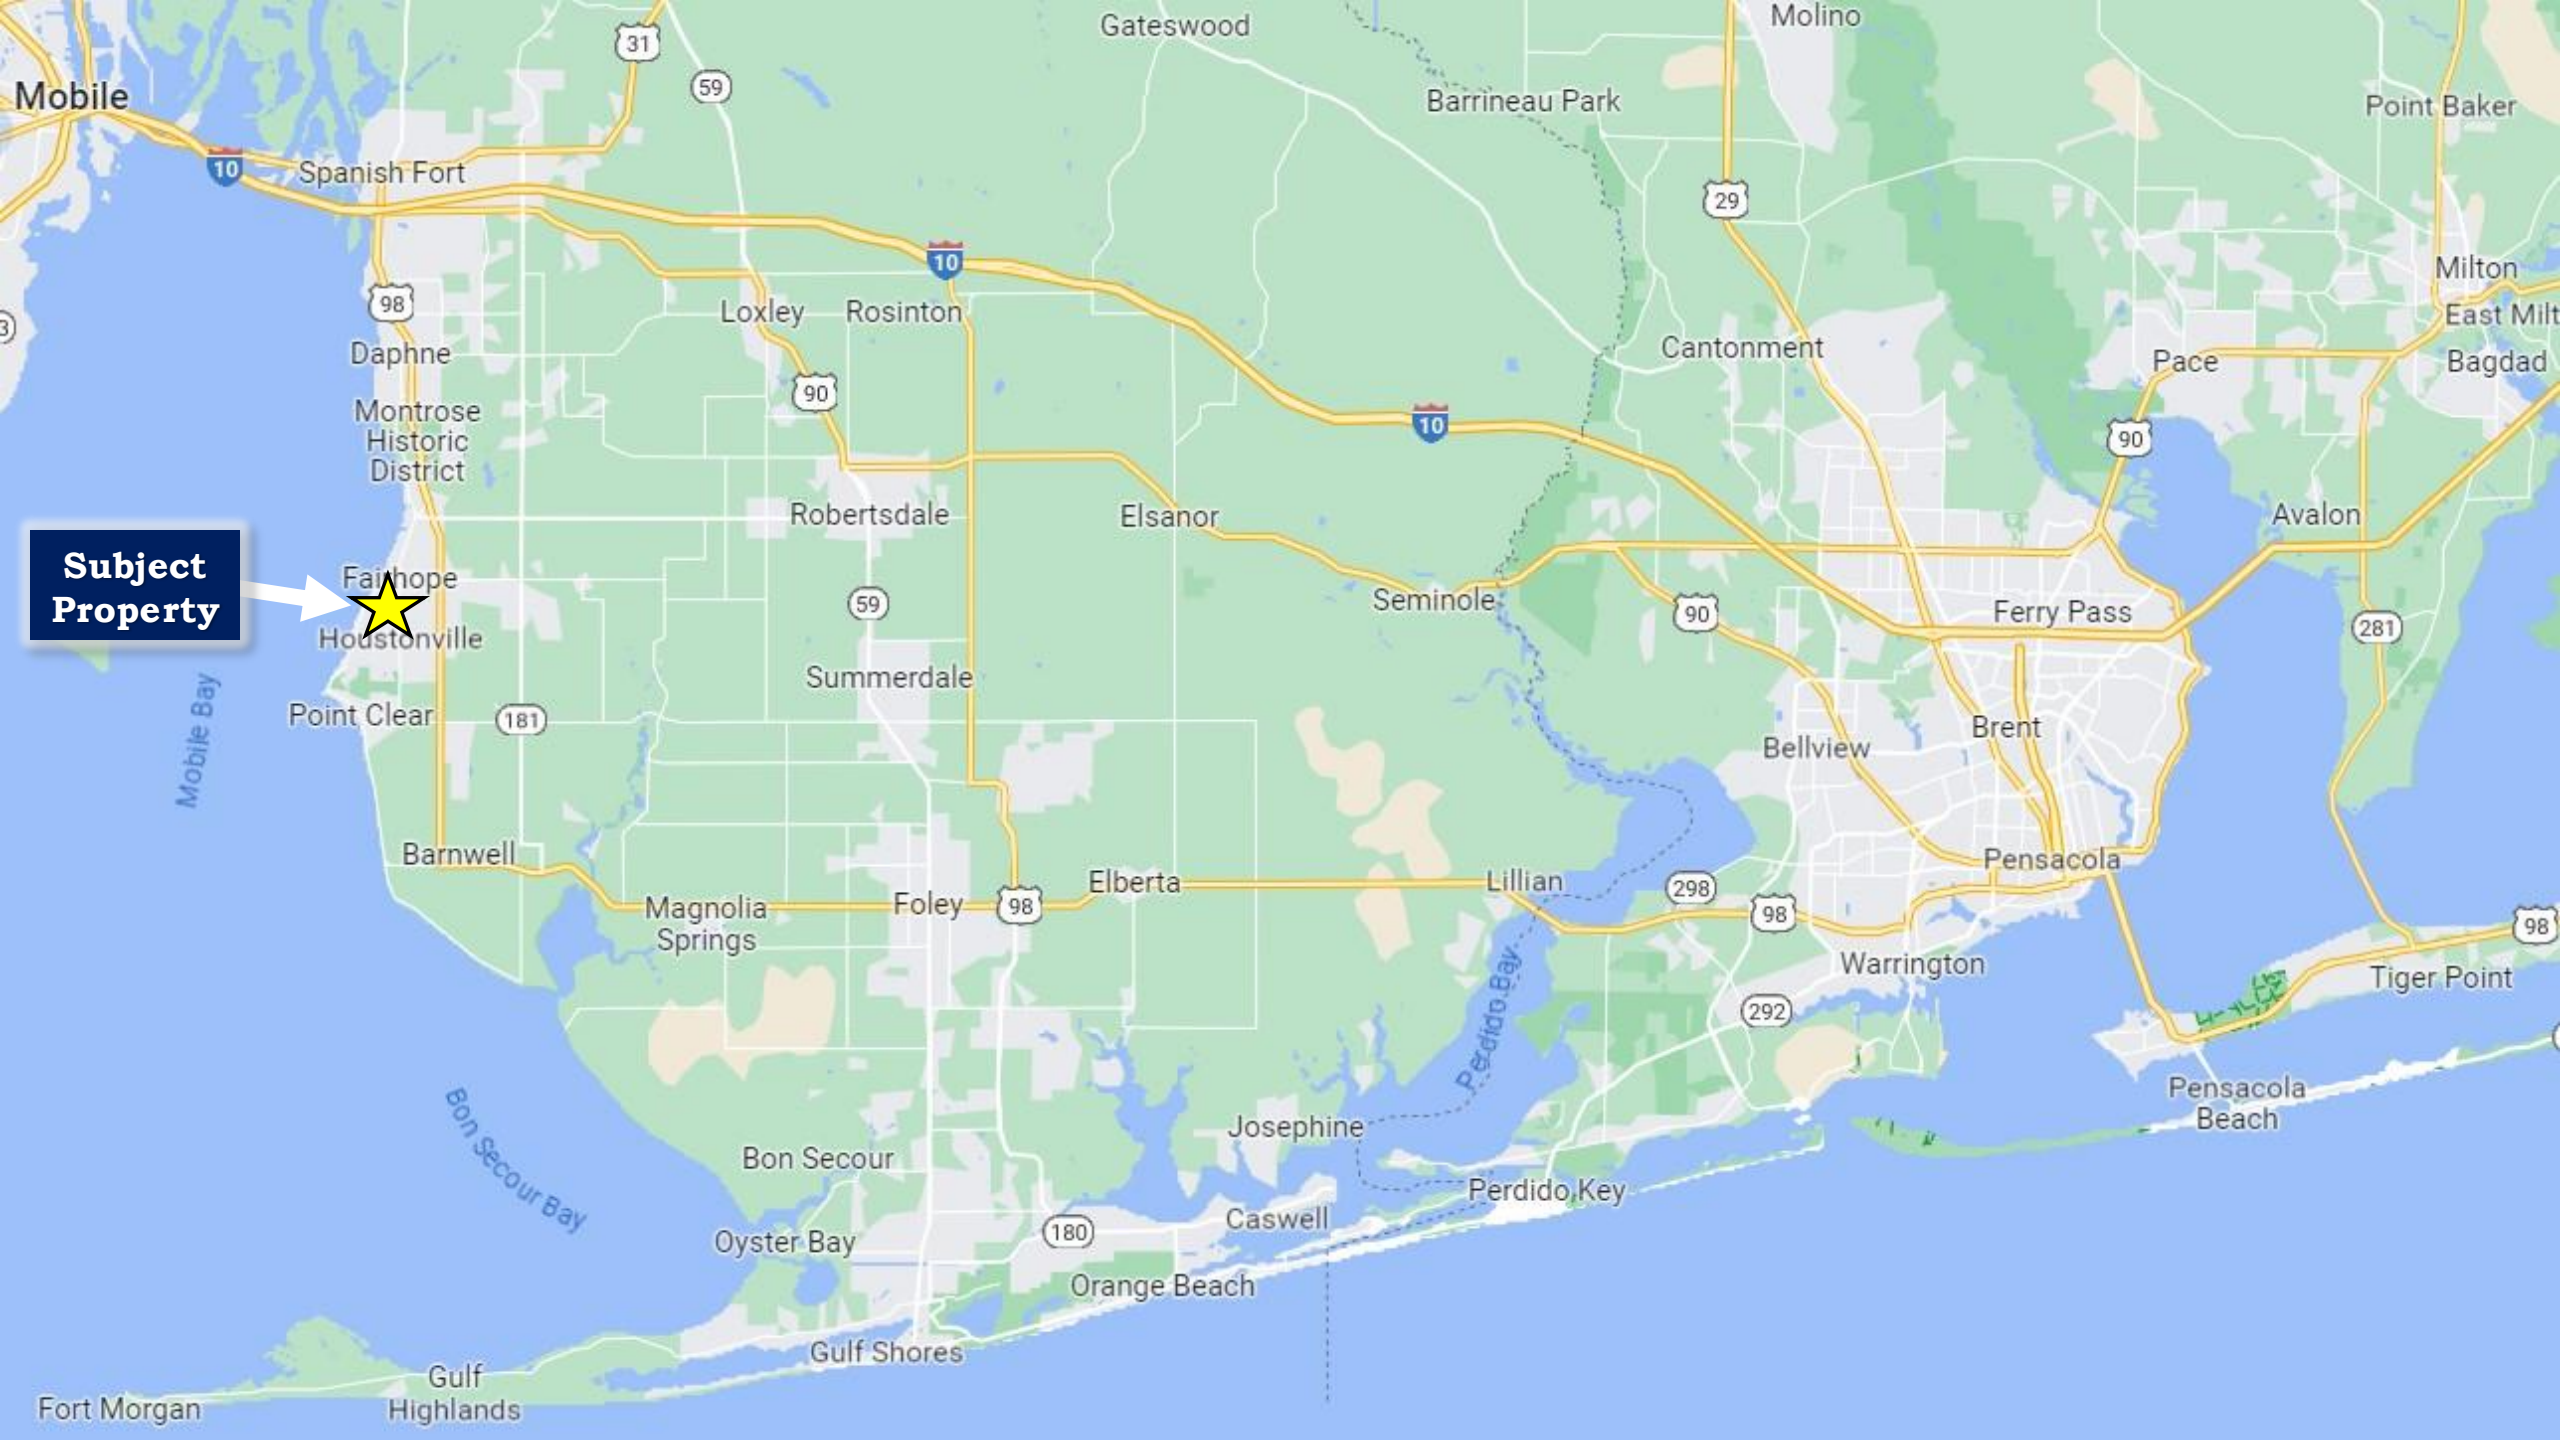 Gateswood
Molino
31
59
Mobile
Barrineau Park
Point Baker
10
Spanish Fort
29
10
Milton
98
Loxley
Rosinton
East Milt
3
Daphne
Cantonment
Pace
Bagdad
90
Montrose
Historic
District
10
90
Robertsdale
Elsanor
Avalon
Subject
Property
Fairhope
59
Seminole
90
Ferry Pass
281
Houstonville
Summerdale
Mobile Bay
Point Clear
181
Brent
Bellview
Barnwell
Pensacola
Elberta
Lillian
298
Magnolia
Springs
Foley
98
98
98
Warrington
Tiger Point
292
Perdido Bay
Pensacola
Beach
Bon Secour Bay
Josephine
Bon Secour
Perdido Key
Caswell
180
Oyster Bay
Orange Beach
Gulf Shores
Gulf
Highlands
Fort Morgan